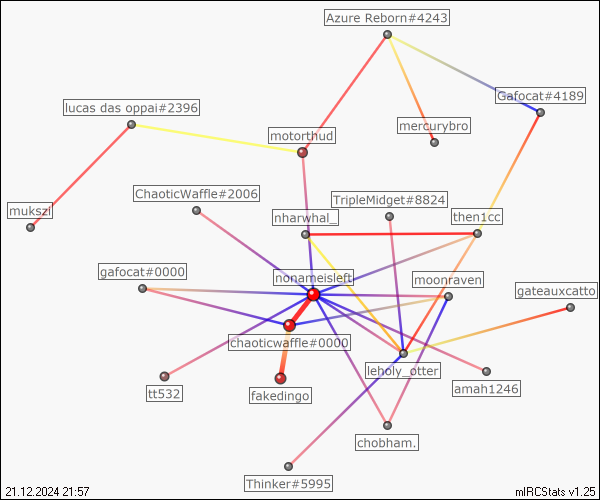 Azure Reborn#4243
Gafocat#4189
lucas das oppai#2396
mercurybro
motorthud
ChaoticWaffle#2006
TripleMidget#8824
mukszi
nharwhal_
then1cc
gafocat#0000
nonameisleft
moonraven
gateauxcatto
Chaoticwaffle#0000
leholy_otter
tt532
fakedingo
amah1246
chobham.
Thinker#5995
21.12.2024 21:57
mIRCStats v1.25